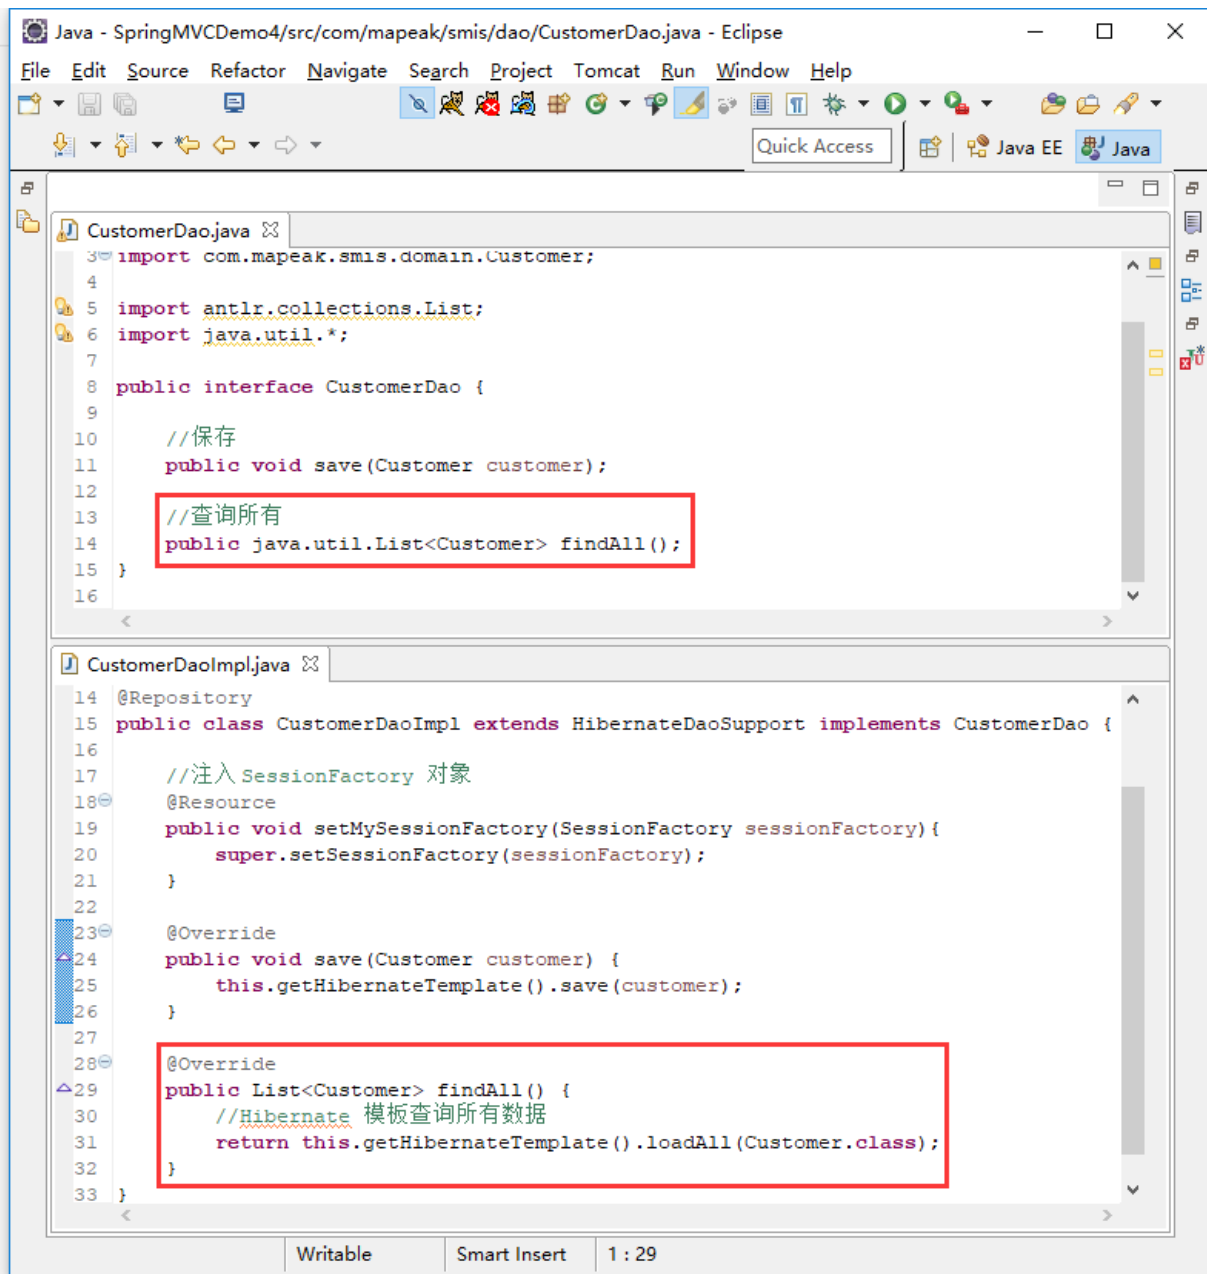 Java - SpringMVCDemo4/src/com/mapeak/smis/dao/CustomerDao.java - Eclipse
File Edit Source Refactor Navigate Search Project Tomcat Run Window Help
Quick Access Java EE Java
CustomerDao.java
3 import com.mapeak.smis.domain.Customer;
4
5 import antlr.collections.List;
6 import java.util.*;
7
8 public interface CustomerDao {
9
10 //保存
11 public void save(Customer customer);
12
13 //查询所有
14 public java.util.List<Customer> findAll();
15 }
16
CustomerDaoImpl.java
14 @Repository
15 public class CustomerDaoImpl extends HibernateDaoSupport implements CustomerDao {
16
17 //注入 SessionFactory 对象
18 @Resource
19 public void setMySessionFactory(SessionFactory sessionFactory){
20 super.setSessionFactory(sessionFactory);
21 }
22
23 @Override
24 public void save(Customer customer) {
25 this.getHibernateTemplate().save(customer);
26 }
27
28 @Override
29 public List<Customer> findAll() {
30 //Hibernate 模板查询所有数据
31 return this.getHibernateTemplate().loadAll(Customer.class);
32 }
33 }
Writable Smart Insert 1 : 29